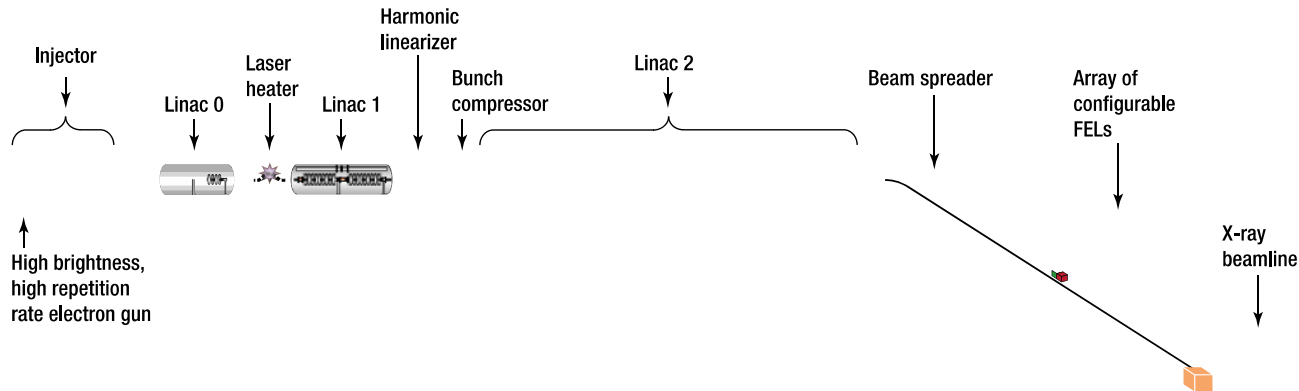 Injector
Linac 0
Laser
heater
Linac 1
Harmonic
linearizer
Bunch
compressor
Linac 2
Beam spreader
Array of
configurable
FELs
X-ray
beamline
High brightness,
high repetition
rate electron gun